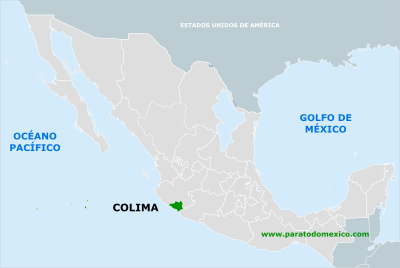 ESTADOS UNIDOS DE AMÉRICA
GOLFO DE
MÉXICO
OCÉANO
PACÍFICO
COLIMA
www.paratodomexico.com